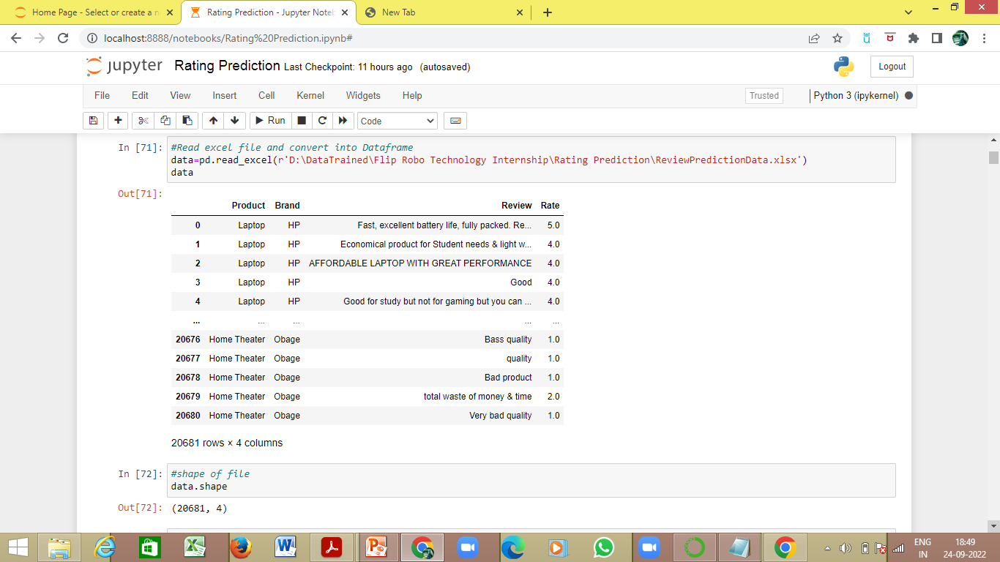 Home Page - Select or create a n
Rating Prediction - Jupyter Noteb
New Tab
localhost:8888/notebooks/Rating%20Prediction.ipynb#
jupyter Rating Prediction Last Checkpoint: 11 hours ago (autosaved)
Logout
File Edit View Insert Cell Kernel Widgets Help
Trusted
Python 3 (ipykernel)
Run
Code
In [71]: #Read excel file and convert into Dataframe
data=pd.read_excel(r'D:\DataTrained\Flip Robo Technology Internship\Rating Prediction\ReviewPredictionData.xlsx')
data
Out[71]:
Product Brand Review Rate
0 Laptop HP Fast, excellent battery life, fully packed. Re... 5.0
1 Laptop HP Economical product for Student needs & light w... 4.0
2 Laptop HP AFFORDABLE LAPTOP WITH GREAT PERFORMANCE 4.0
3 Laptop HP Good 4.0
4 Laptop HP Good for study but not for gaming but you can ... 4.0
... ... ... ... ...
20676 Home Theater Obage Bass quality 1.0
20677 Home Theater Obage quality 1.0
20678 Home Theater Obage Bad product 1.0
20679 Home Theater Obage total waste of money & time 2.0
20680 Home Theater Obage Very bad quality 1.0
20681 rows × 4 columns
In [72]: #shape of file
data.shape
Out[72]: (20681, 4)
ENG
IN
18:49
24-09-2022